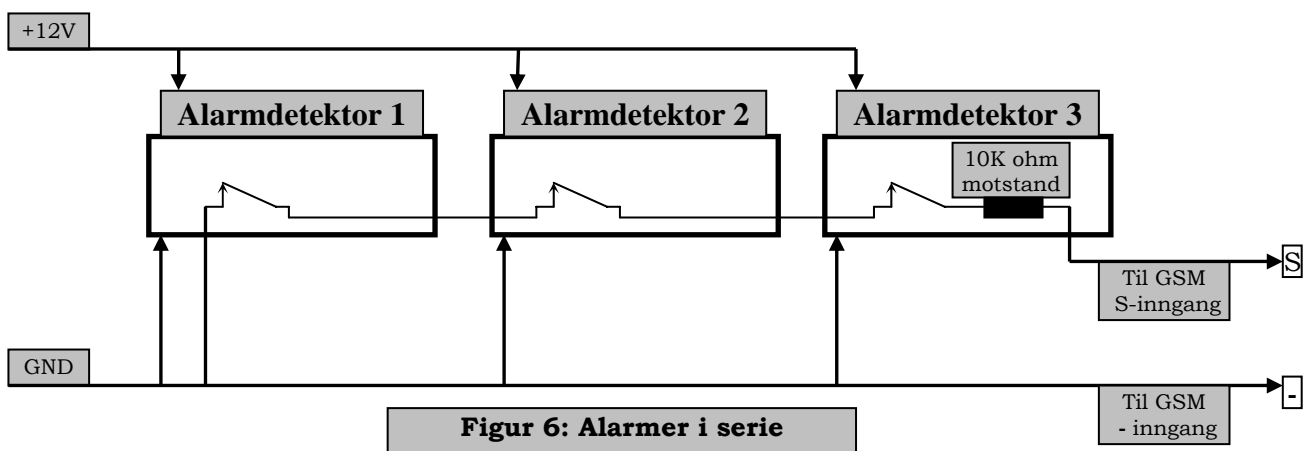 +12V
Alarmdetektor 1
Alarmdetektor 2
Alarmdetektor 3
10K ohm
motstand
S
Til GSM
S-inngang
GND
-
Til GSM
- inngang
Figur 6: Alarmer i serie